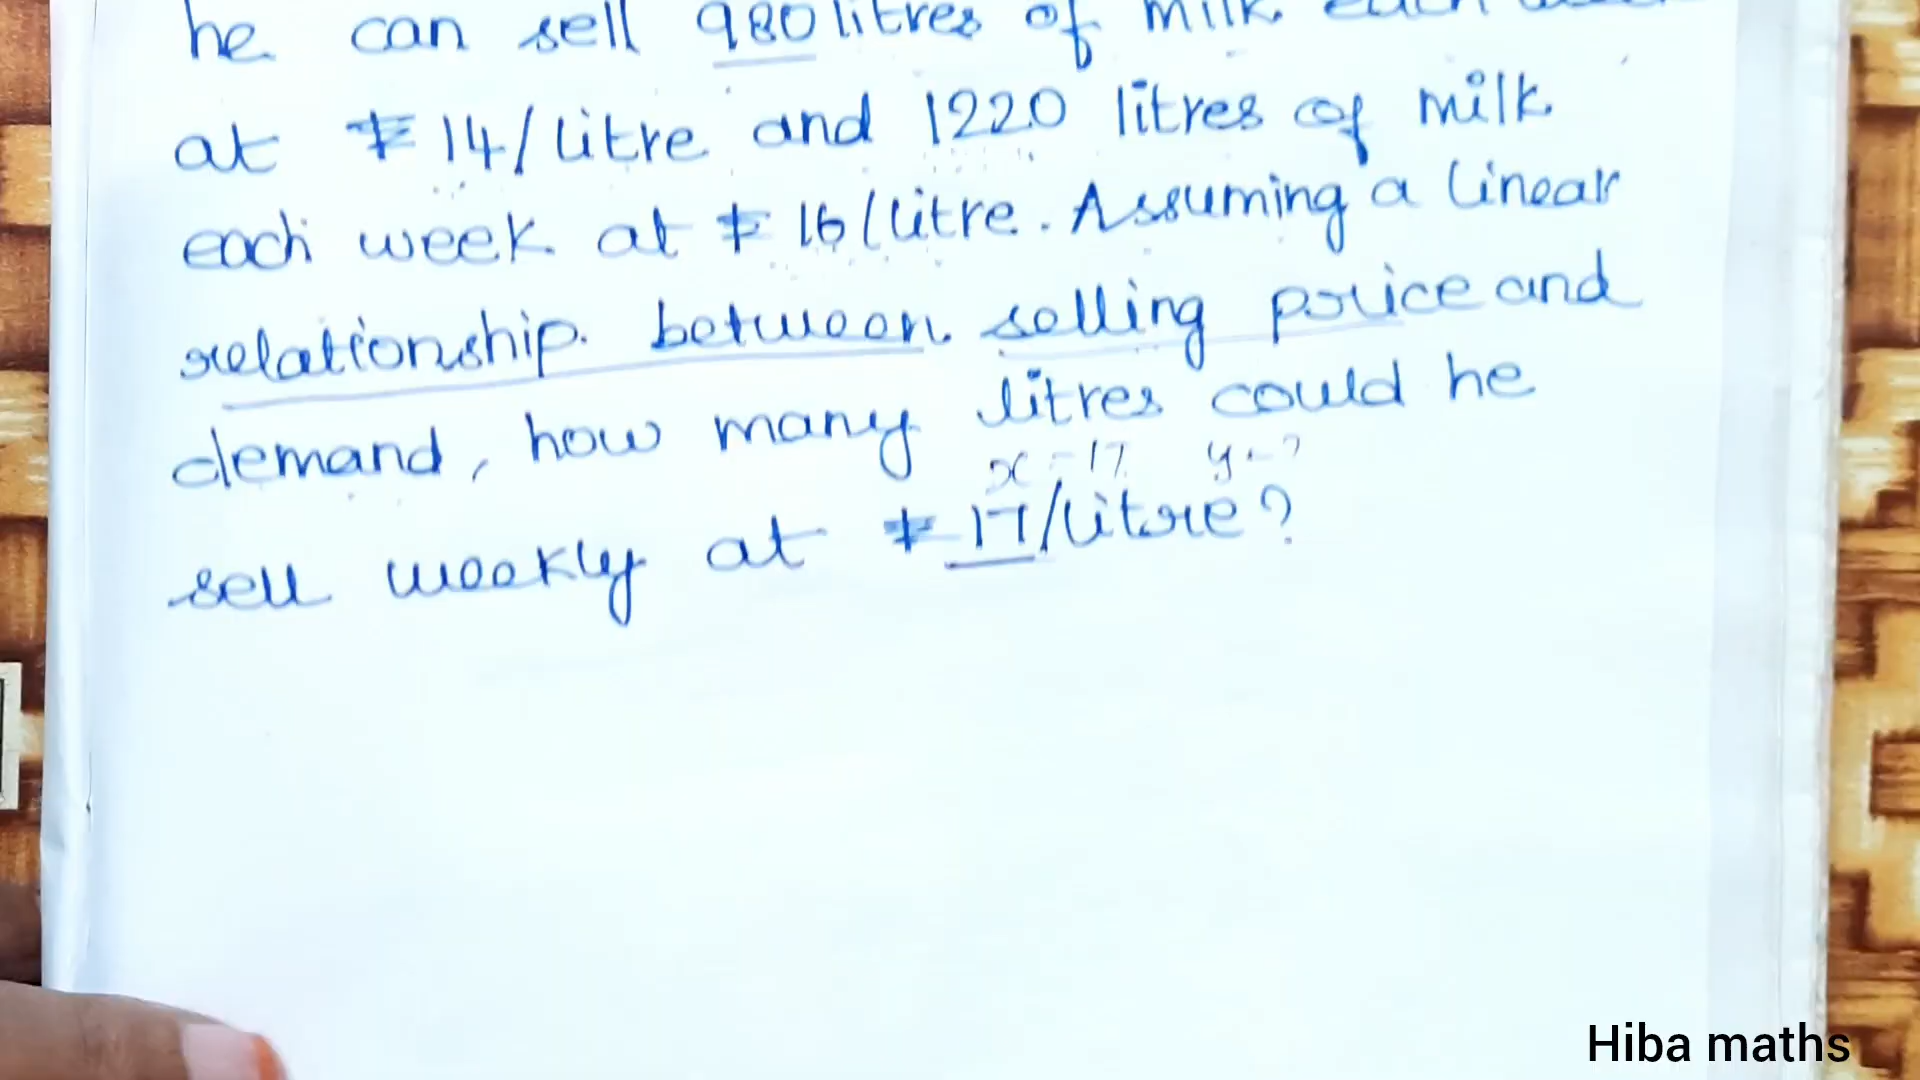 he can sell 980 litres of milk each week
at ₹ 14/litre and 1220 litres of milk
each week at ₹ 16/litre. Assuming a linear
relationship between selling price and
demand, how many litres could he
x = 17 y = ?
sell weekly at ₹ 17/litre?
Hiba maths